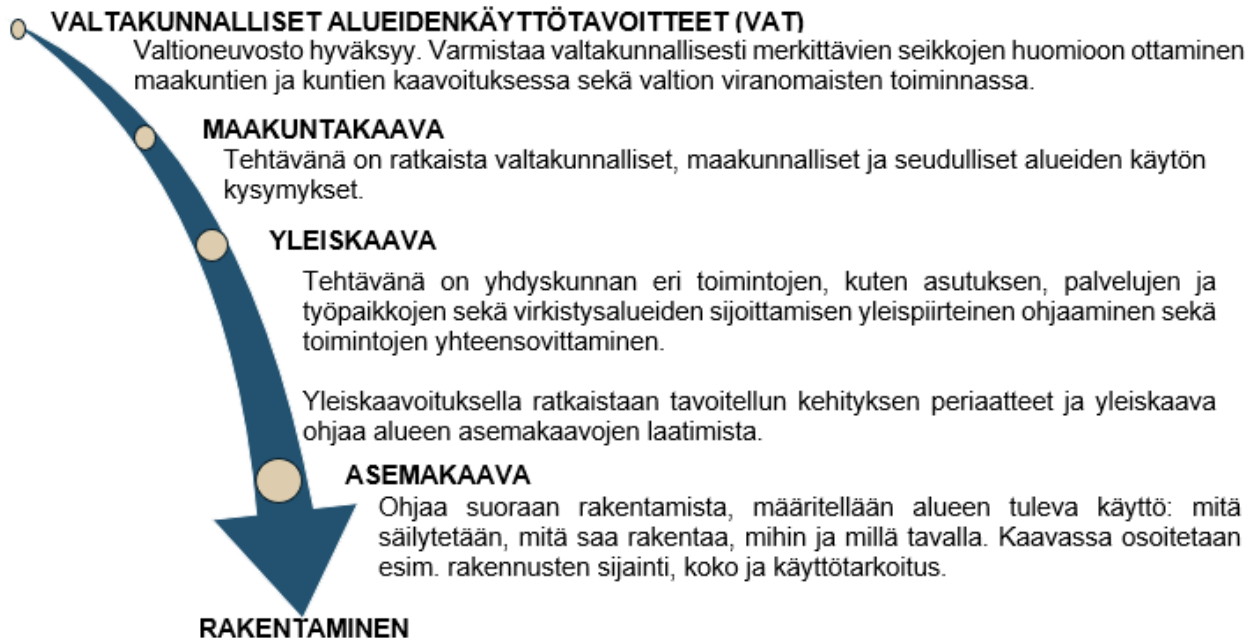 VALTAKUNNALLISET ALUEIDENKÄYTTÖTAVOITTEET (VAT)
Valtioneuvosto hyväksyy. Varmistaa valtakunnallisesti merkittävien seikkojen huomioon ottaminen
maakuntien ja kuntien kaavoituksessa sekä valtion viranomaisten toiminnassa.
MAAKUNTAKAAVA
Tehtävänä on ratkaista valtakunnalliset, maakunnalliset ja seudulliset alueiden käytön
kysymykset.
YLEISKAAVA
Tehtävänä on yhdyskunnan eri toimintojen, kuten asutuksen, palvelujen ja
työpaikkojen sekä virkistysalueiden sijoittamisen yleispiirteinen ohjaaminen sekä
toimintojen yhteensovittaminen.
Yleiskaavoituksella ratkaistaan tavoitellun kehityksen periaatteet ja yleiskaava
ohjaa alueen asemakaavojen laatimista.
ASEMAKAAVA
Ohjaa suoraan rakentamista, määritellään alueen tuleva käyttö: mitä
säilytetään, mitä saa rakentaa, mihin ja millä tavalla. Kaavassa osoitetaan
esim. rakennusten sijainti, koko ja käyttötarkoitus.
RAKENTAMINEN